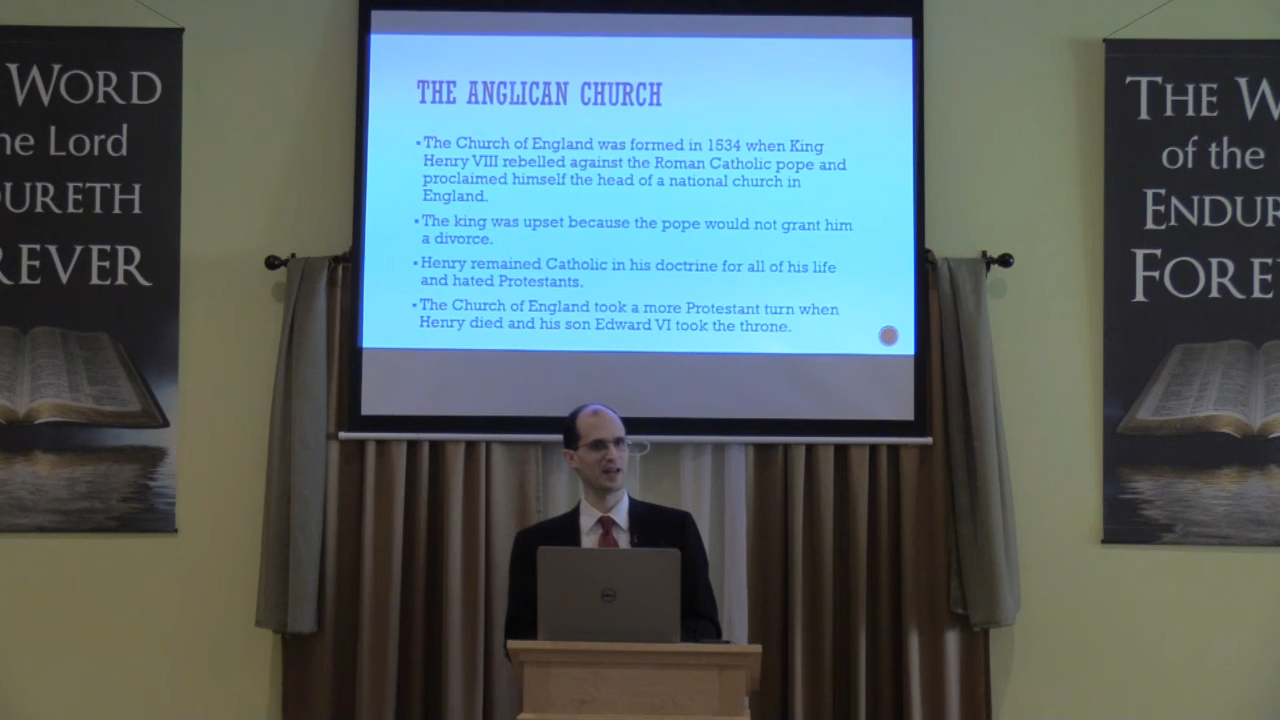 WORD
he Lord
URETH
REVER
THE ANGLICAN CHURCH
▪The Church of England was formed in 1534 when King
Henry VIII rebelled against the Roman Catholic pope and
proclaimed himself the head of a national church in
England.
▪The king was upset because the pope would not grant him
a divorce.
▪Henry remained Catholic in his doctrine for all of his life
and hated Protestants.
▪The Church of England took a more Protestant turn when
Henry died and his son Edward VI took the throne.
THE W
of the
ENDUR
FORE
DELL